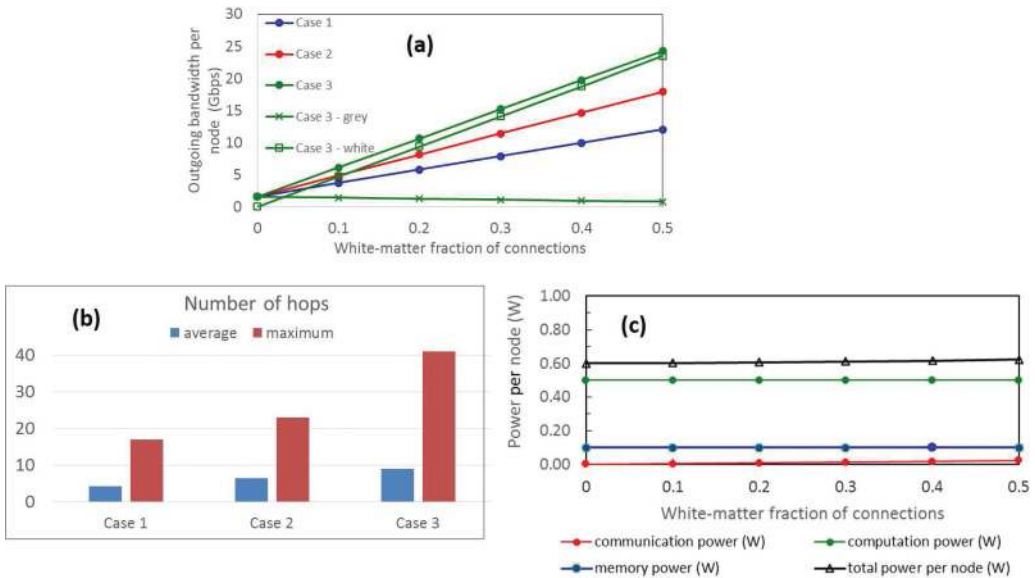 (a)
Outgoing bandwidth per
node (Gbps)
30
25
20
15
10
5
0
Case 1
Case 2
Case 3
Case 3 - grey
Case 3 - white
0 0.1 0.2 0.3 0.4 0.5
White-matter fraction of connections
(b)
Number of hops
average maximum
40
30
20
10
0
Case 1 Case 2 Case 3
(c)
Power per node (W)
1.00
0.80
0.60
0.40
0.20
0.00
0 0.1 0.2 0.3 0.4 0.5
White-matter fraction of connections
communication power (W) computation power (W)
memory power (W) total power per node (W)